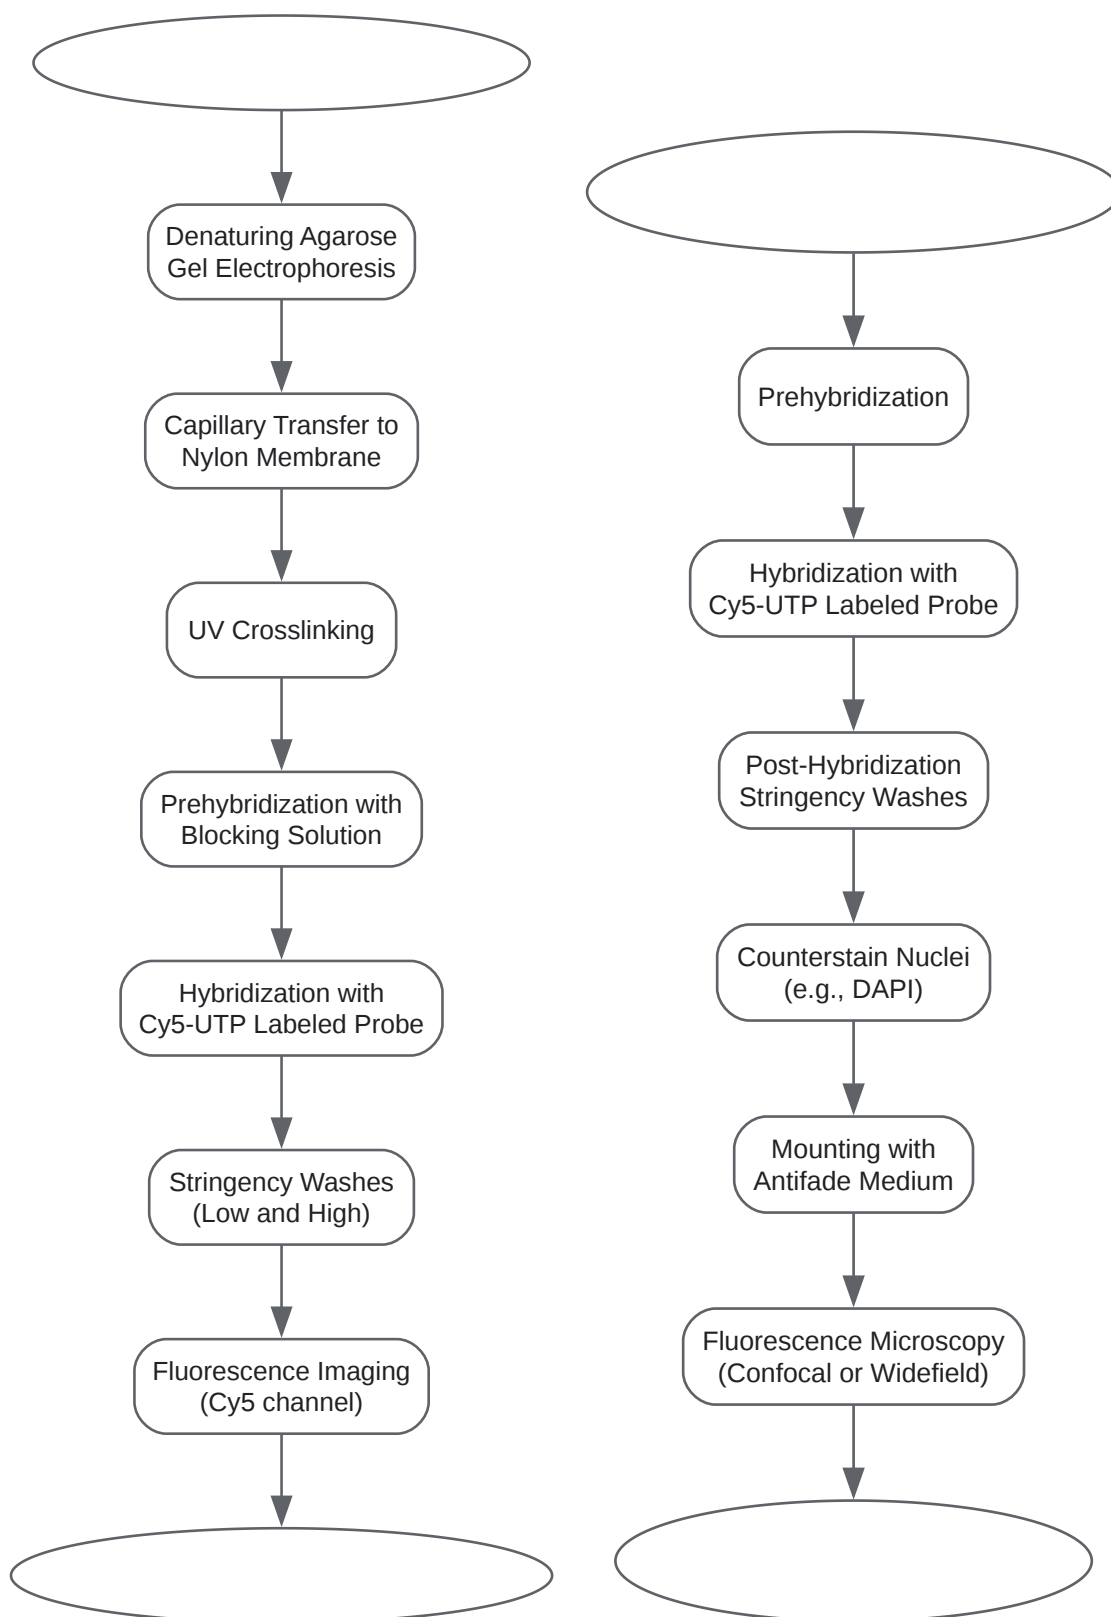 Denaturing Agarose
Gel Electrophoresis
Capillary Transfer to
Nylon Membrane
UV Crosslinking
Prehybridization with
Blocking Solution
Hybridization with
Cy5-UTP Labeled Probe
Stringency Washes
(Low and High)
Fluorescence Imaging
(Cy5 channel)
Prehybridization
Hybridization with
Cy5-UTP Labeled Probe
Post-Hybridization
Stringency Washes
Counterstain Nuclei
(e.g., DAPI)
Mounting with
Antifade Medium
Fluorescence Microscopy
(Confocal or Widefield)